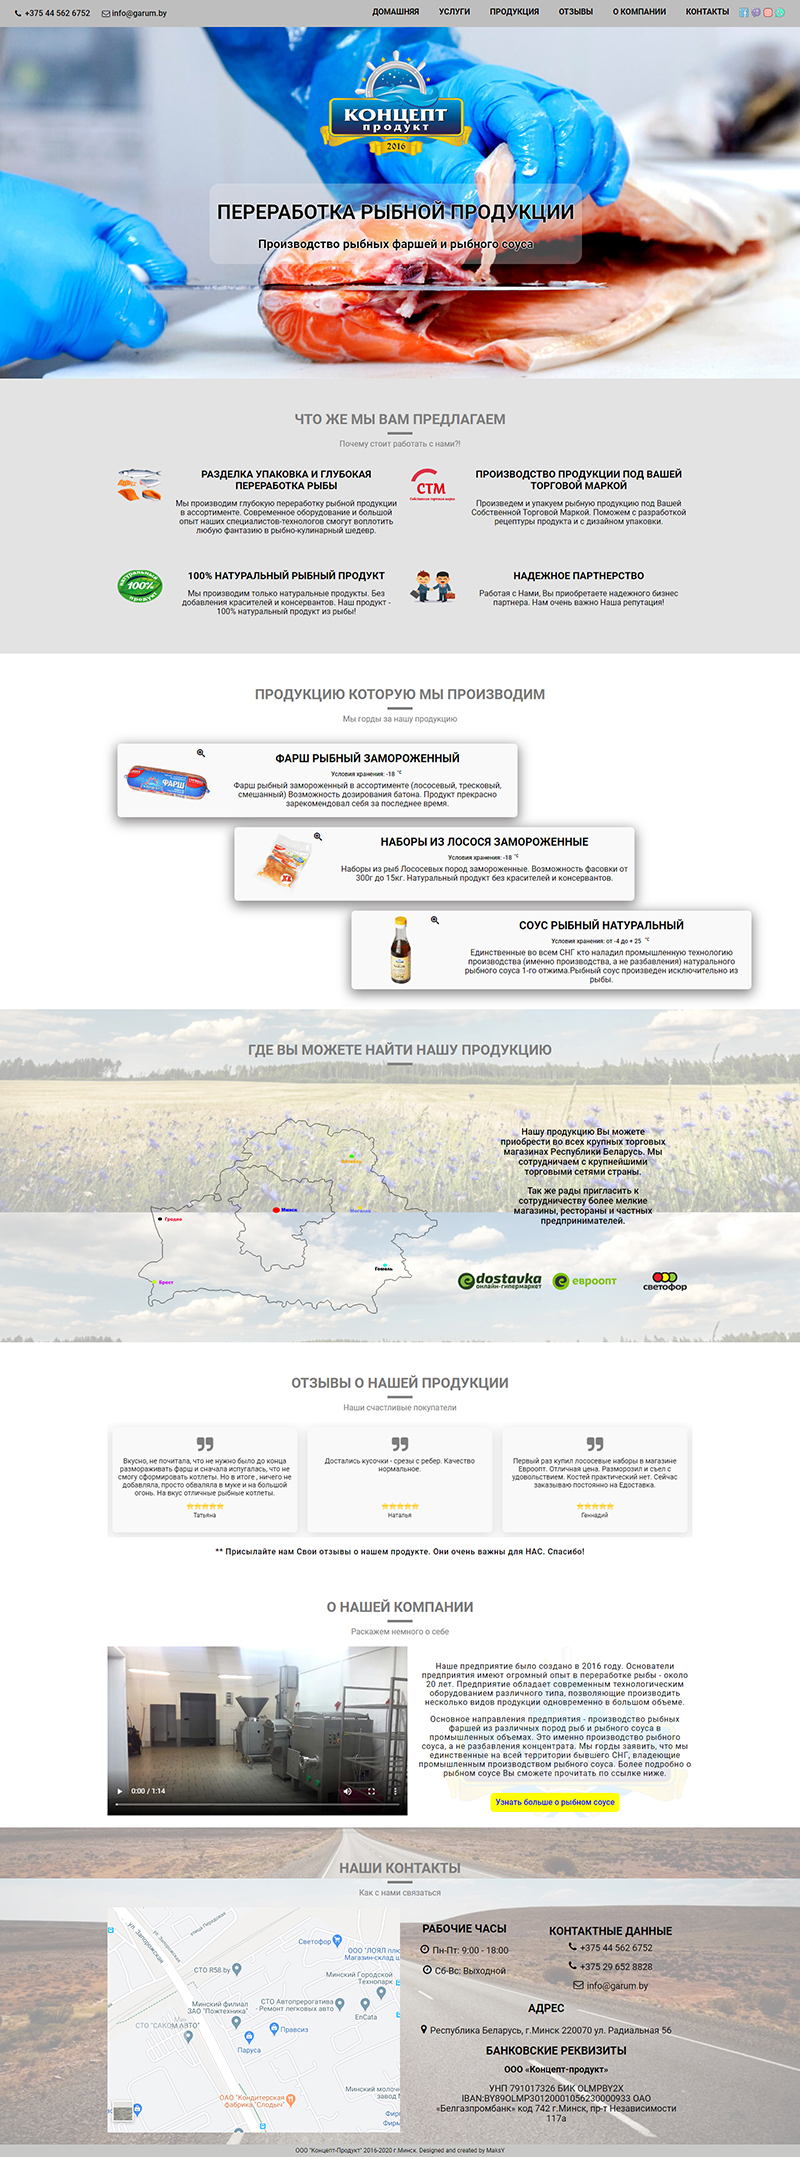 +375 44 562 6752 info@garum.by ДОМАШНЯЯ УСЛУГИ ПРОДУКЦИЯ ОТЗЫВЫ О КОМПАНИИ КОНТАКТЫ
КОНЦЕПТ
продукт
2016
ПЕРЕРАБОТКА РЫБНОЙ ПРОДУКЦИИ
Производство рыбных фаршей и рыбного соуса
ЧТО ЖЕ МЫ ВАМ ПРЕДЛАГАЕМ
Почему стоит работать с нами?!
РАЗДЕЛКА УПАКОВКА И ГЛУБОКАЯ
ПЕРЕРАБОТКА РЫБЫ
Мы производим глубокую переработку рыбной продукции
в ассортименте. Современное оборудование и большой
опыт наших специалистов-технологов смогут воплотить
любую фантазию в рыбно-кулинарный шедевр.
СТМ
Собственная торговая марка
ПРОИЗВОДСТВО ПРОДУКЦИИ ПОД ВАШЕЙ
ТОРГОВОЙ МАРКОЙ
Произведем и упакуем рыбную продукцию под Вашей
Собственной Торговой Маркой. Поможем с разработкой
рецептуры продукта и с дизайном упаковки.
натуральный
100%
продукт
100% НАТУРАЛЬНЫЙ РЫБНЫЙ ПРОДУКТ
Мы производим только натуральные продукты. Без
добавления красителей и консервантов. Наш продукт -
100% натуральный продукт из рыбы!
НАДЕЖНОЕ ПАРТНЕРСТВО
Работая с Нами, Вы приобретаете надежного бизнес
партнера. Нам очень важно Наша репутация!
ПРОДУКЦИЮ КОТОРУЮ МЫ ПРОИЗВОДИМ
Мы горды за нашу продукцию
ФАРШ
ФАРШ РЫБНЫЙ ЗАМОРОЖЕННЫЙ
Условия хранения: -18 °C
Фарш рыбный замороженный в ассортименте (лососевый, тресковый,
смешанный) Возможность дозирования батона. Продукт прекрасно
зарекомендовал себя за последнее время.
XL
НАБОРЫ ИЗ ЛОСОСЯ ЗАМОРОЖЕННЫЕ
Условия хранения: -18 °C
Наборы из рыб Лососевых пород замороженные. Возможность фасовки от
300г до 15кг. Натуральный продукт без красителей и консервантов.
СОУС РЫБНЫЙ НАТУРАЛЬНЫЙ
Условия хранения: от -4 до + 25 °C
Единственные во всем СНГ кто наладил промышленную технологию
производства (именно производства, а не разбавления) натурального
рыбного соуса 1-го отжима.Рыбный соус произведен исключительно из
рыбы.
ГДЕ ВЫ МОЖЕТЕ НАЙТИ НАШУ ПРОДУКЦИЮ
Минск
Гродно
Гомель
Брест
Нашу продукцию Вы можете
приобрести во всех крупных торговых
магазинах Республики Беларусь. Мы
сотрудничаем с крупнейшими
торговыми сетями страны.
Так же рады пригласить к
сотрудничеству более мелкие
магазины, рестораны и частных
предпринимателей.
edostavka
онлайн-гипермаркет
евроопт
светофор
ОТЗЫВЫ О НАШЕЙ ПРОДУКЦИИ
Наши счастливые покупатели
Вкусно, не почитала, что не нужно было до конца
размораживать фарш и сначала испугалась, что не
смогу сформировать котлеты. Но в итоге , ничего не
добавляла, просто обваляла в муке и на большой
огонь. На вкус отличные рыбные котлеты.
Татьяна
Достались кусочки - срезы с ребер. Качество
нормальное.
Наталья
Первый раз купил лососевые наборы в магазине
Евроопт. Отличная цена. Разморозил и съел с
удовольствием. Костей практический нет. Сейчас
заказываю постоянно на Едоставка.
Геннадий
** Присылайте нам Свои отзывы о нашем продукте. Они очень важны для НАС. Спасибо!
О НАШЕЙ КОМПАНИИ
Раскажем немного о себе
0:00 / 1:14
Наше предприятие было создано в 2016 году. Основатели
предприятия имеют огромный опыт в переработке рыбы - около
20 лет. Предприятие обладает современным технологическим
оборудованием различного типа, позволяющие производить
несколько видов продукции одновременно в большом объеме.
Основное направления предприятия - производство рыбных
фаршей из различных пород рыб и рыбного соуса в
промышленных объемах. Это именно производство рыбного
соуса, а не разбавления концентрата. Мы горды заявить, что мы
единственные на всей территории бывшего СНГ, владеющие
промышленным производством рыбного соуса. Более подробно о
рыбном соусе Вы сможете прочитать по ссылке ниже.
Узнать больше о рыбном соусе
НАШИ КОНТАКТЫ
Как с нами связаться
улица Передовая
ул. Запорожская
ул. Запорожская
Светофор
ООО "ЛОЯЛ плю
Магазин-склад ш
СТО R58 by
Минский Городской
Технопарк
Минский филиал
ЗАО "Пожтехника"
СТО Автопрерогатива
- Ремонт легковых авто
EnCata
Мин
СТО "САКОМ АВТО"
Правсиз
Паруса
Минский молочн
завод №
ОАО "Кондитерская
фабрика "Слодыч"
Фир
Фирм
РАБОЧИЕ ЧАСЫ
Пн-Пт: 9:00 - 18:00
Сб-Вс: Выходной
КОНТАКТНЫЕ ДАННЫЕ
+375 44 562 6752
+375 29 652 8828
info@garum.by
АДРЕС
Республика Беларусь, г.Минск 220070 ул. Радиальная 56
БАНКОВСКИЕ РЕКВИЗИТЫ
ООО «Концепт-продукт»
УНП 791017326 БИК OLMPBY2X
IBAN:BY89OLMP30120001056230000933 ОАО
«Белгазпромбанк» код 742 г.Минск, пр-т Независимости
117а
ООО "Концепт-Продукт" 2016-2020 г.Минск. Designed and created by MaksY